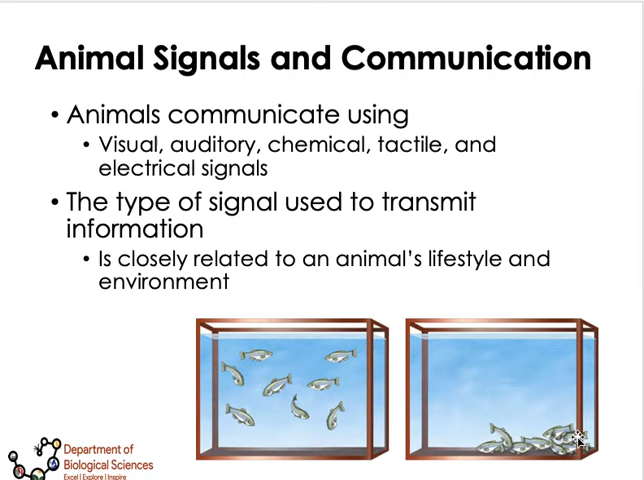 Animal Signals and Communication
• Animals communicate using
• Visual, auditory, chemical, tactile, and
electrical signals
• The type of signal used to transmit
information
• Is closely related to an animal's lifestyle and
environment
Department of
Biological Sciences
Excel | Explore | Inspire